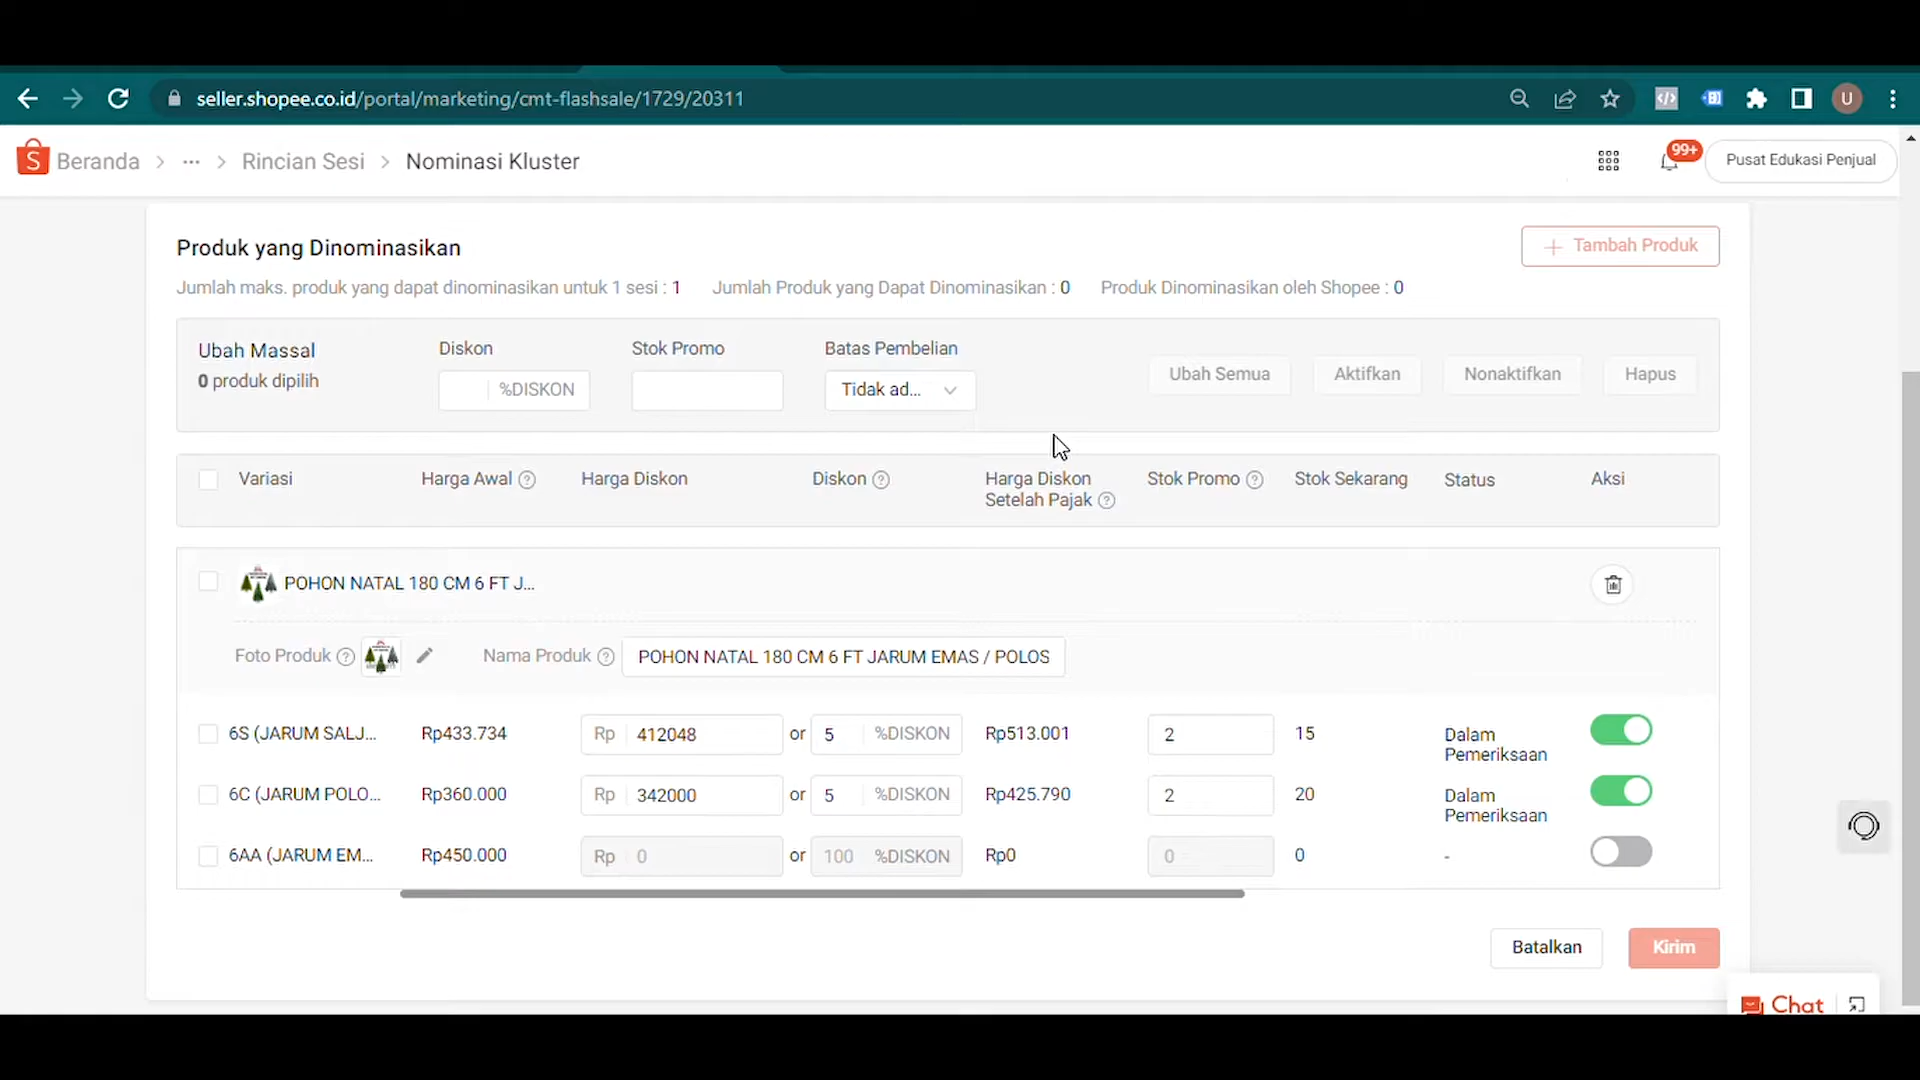 seller.shopee.co.id/portal/marketing/cmt-flashsale/1729/20311
U
S Beranda > ... > Rincian Sesi > Nominasi Kluster
99+
Pusat Edukasi Penjual
Produk yang Dinominasikan
+ Tambah Produk
Jumlah maks. produk yang dapat dinominasikan untuk 1 sesi : 1 Jumlah Produk yang Dapat Dinominasikan : 0 Produk Dinominasikan oleh Shopee : 0
Ubah Massal
0 produk dipilih
Diskon Stok Promo Batas Pembelian
%DISKON Tidak ad...
Ubah Semua Aktifkan Nonaktifkan Hapus
Variasi Harga Awal ? Harga Diskon Diskon ? Harga Diskon Setelah Pajak ? Stok Promo ? Stok Sekarang Status Aksi
POHON NATAL 180 CM 6 FT J...
Foto Produk ? Nama Produk ? POHON NATAL 180 CM 6 FT JARUM EMAS / POLOS
6S (JARUM SALJ... Rp433.734 Rp 412048 or 5 %DISKON Rp513.001 2 15 Dalam Pemeriksaan
6C (JARUM POLO... Rp360.000 Rp 342000 or 5 %DISKON Rp425.790 2 20 Dalam Pemeriksaan
6AA (JARUM EM... Rp450.000 Rp 0 or 100 %DISKON Rp0 0 0 -
Batalkan Kirim
Chat